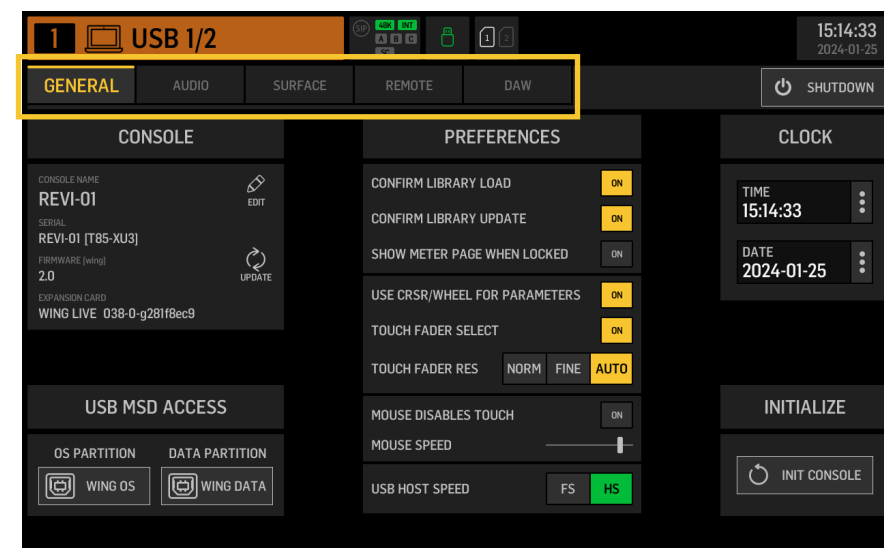 1 USB 1/2
SIP 48K INT
A B C
SC
1 2
15:14:33
2024-01-25
GENERAL AUDIO SURFACE REMOTE DAW
SHUTDOWN
CONSOLE
CONSOLE NAME
REVI-01
EDIT
SERIAL
REVI-01 [T85-XU3]
FIRMWARE [wing]
2.0
UPDATE
EXPANSION CARD
WING LIVE 038-0-g281f8ec9
USB MSD ACCESS
OS PARTITION DATA PARTITION
WING OS WING DATA
PREFERENCES
CONFIRM LIBRARY LOAD ON
CONFIRM LIBRARY UPDATE ON
SHOW METER PAGE WHEN LOCKED ON
USE CRSR/WHEEL FOR PARAMETERS ON
TOUCH FADER SELECT ON
TOUCH FADER RES NORM FINE AUTO
MOUSE DISABLES TOUCH ON
MOUSE SPEED
USB HOST SPEED FS HS
CLOCK
TIME
15:14:33
DATE
2024-01-25
INITIALIZE
INIT CONSOLE